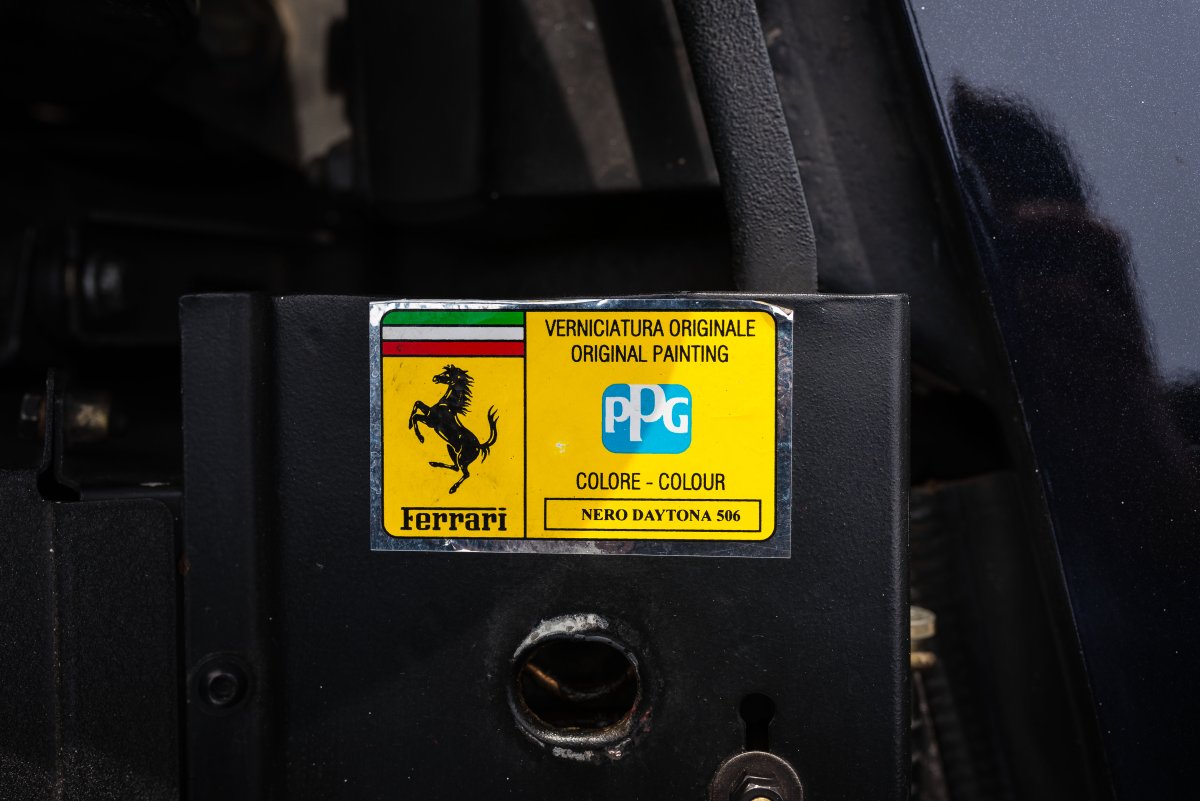 VERNICIATURA ORIGINALE
ORIGINAL PAINTING
PPG
COLORE - COLOUR
NERO DAYTONA 506
Ferrari